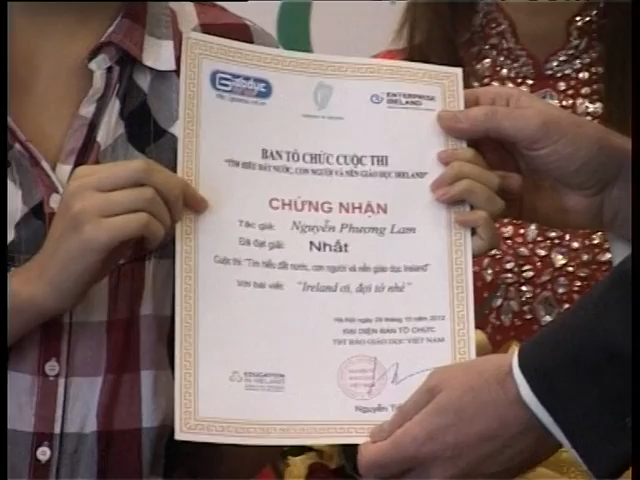 Giáo dục
ENTERPRISE
IRELAND
BAN TỔ CHỨC CUỘC THI
"TÌM HIỂU ĐẤT NƯỚC, CON NGƯỜI VÀ NỀN GIÁO DỤC IRELAND"
CHỨNG NHẬN
Tác giả: Nguyễn Phương Lam
Đã đạt giải: Nhất
Cuộc thi: "Tìm hiểu đất nước, con người và nền giáo dục Ireland"
Với bài viết: "Ireland ơi, đợi tớ nhé"
Hà Nội ngày 29 tháng 10 năm 2012
ĐẠI DIỆN BAN TỔ CHỨC
TBT BÁO GIÁO DỤC VIỆT NAM
EDUCATION
IN IRELAND
Nguyễn